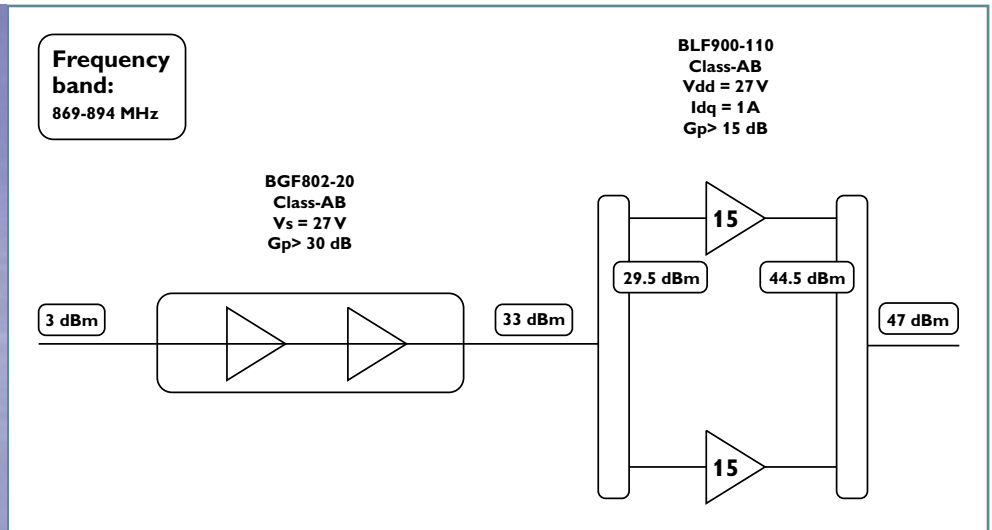 Frequency
band:
869-894 MHz
BLF900-110
Class-AB
Vdd = 27 V
Idq = 1 A
Gp> 15 dB
BGF802-20
Class-AB
Vs = 27 V
Gp> 30 dB
15
29.5 dBm
44.5 dBm
3 dBm
33 dBm
47 dBm
15